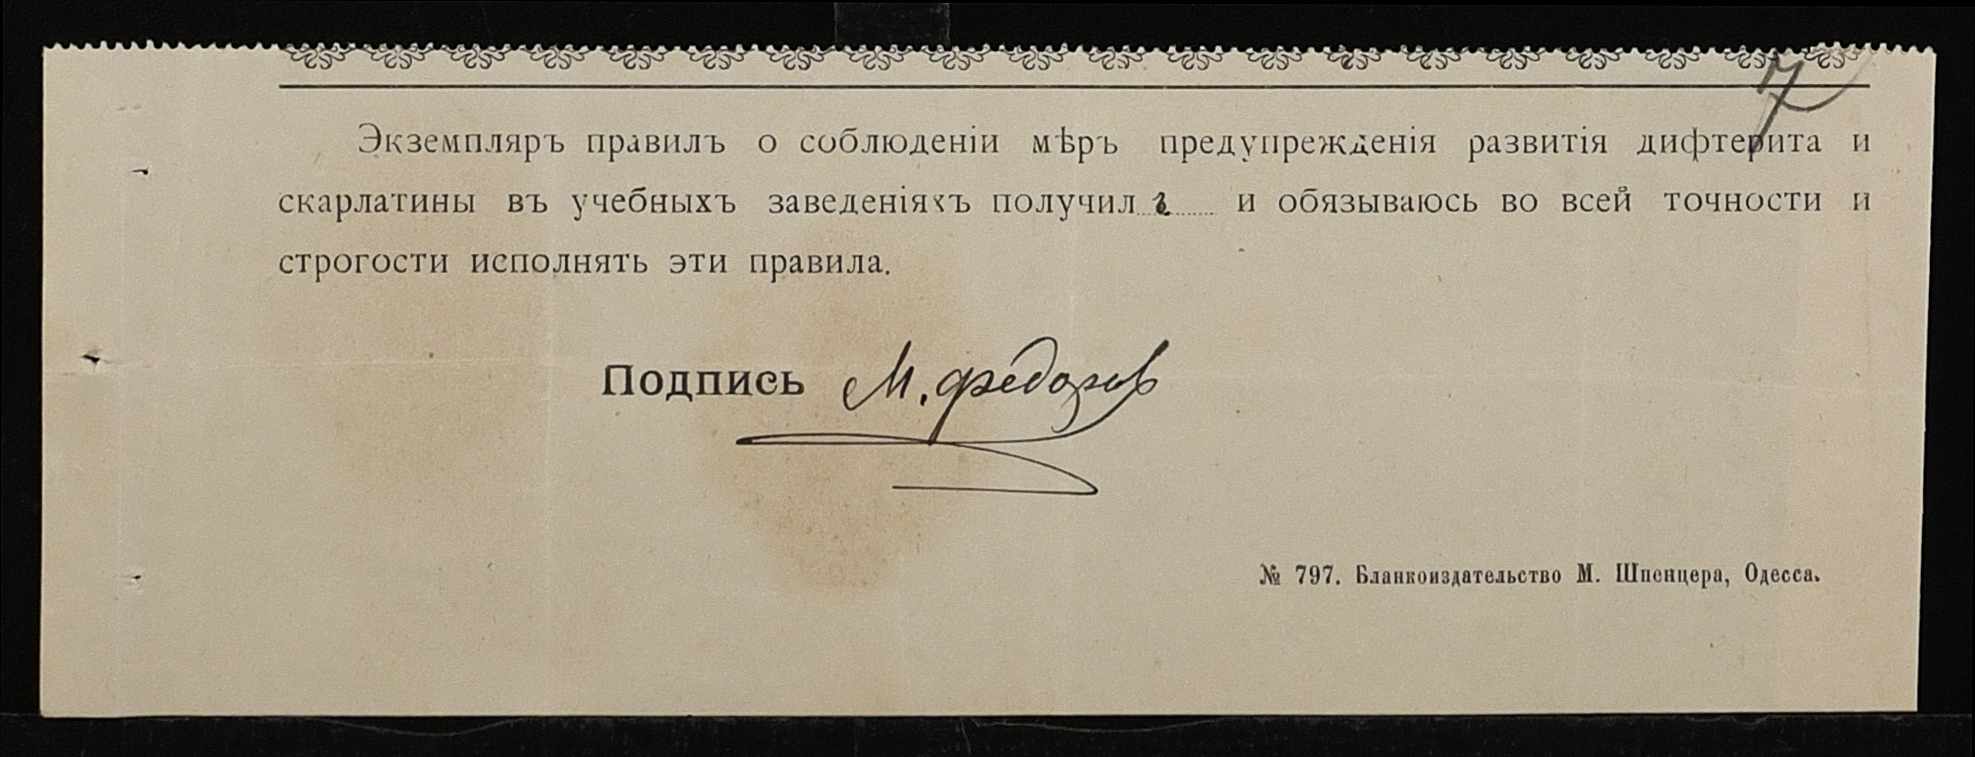 7
Экземпляръ правилъ о соблюденіи мѣръ предупрежденія развитія дифтерита и
скарлатины въ учебныхъ заведеніяхъ получилъ и обязываюсь во всей точности и
строгости исполнять эти правила.
Подпись М. Федоров
№ 797. Бланкоиздательство М. Шпенцера, Одесса.